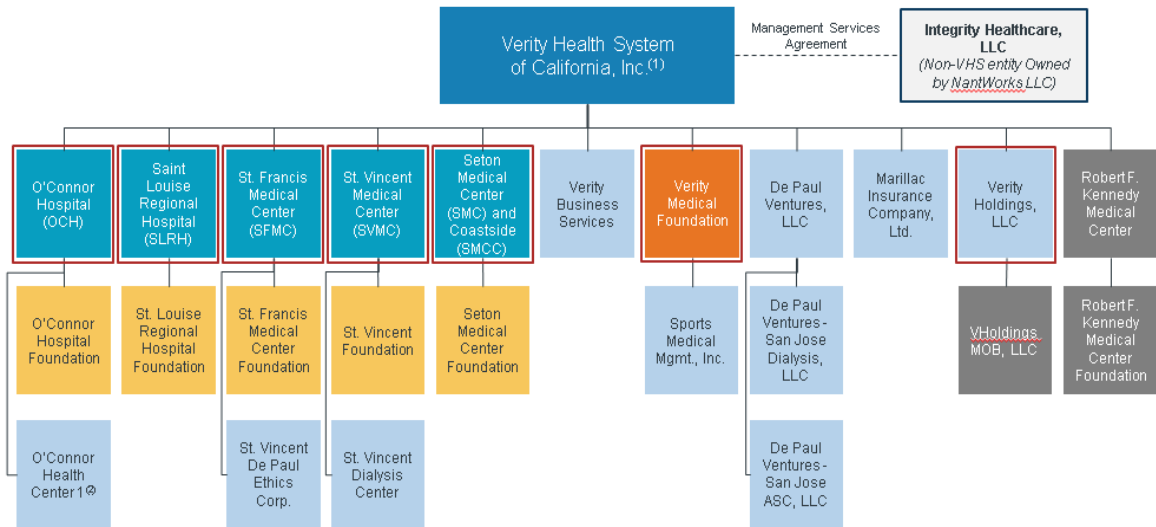 Verity Health System
of California, Inc.(1)
Management Services
Agreement
Integrity Healthcare,
LLC
(Non-VHS entity Owned
by NantWorks LLC)
O'Connor
Hospital
(OCH)
Saint
Louise
Regional
Hospital
(SLRH)
St. Francis
Medical
Center
(SFMC)
St. Vincent
Medical
Center
(SVMC)
Seton
Medical
Center
(SMC) and
Coastside
(SMCC)
Verity
Business
Services
Verity
Medical
Foundation
De Paul
Ventures,
LLC
Marillac
Insurance
Company,
Ltd.
Verity
Holdings,
LLC
Robert F.
Kennedy
Medical
Center
O'Connor
Hospital
Foundation
St. Louise
Regional
Hospital
Foundation
St. Francis
Medical
Center
Foundation
St. Vincent
Foundation
Seton
Medical
Center
Foundation
Sports
Medical
Mgmt., Inc.
De Paul
Ventures-
San Jose
Dialysis,
LLC
VHoldings
MOB, LLC
Robert F.
Kennedy
Medical
Center
Foundation
O'Connor
Health
Center 1(2)
St. Vincent
De Paul
Ethics
Corp.
St. Vincent
Dialysis
Center
De Paul
Ventures-
San Jose
ASC, LLC